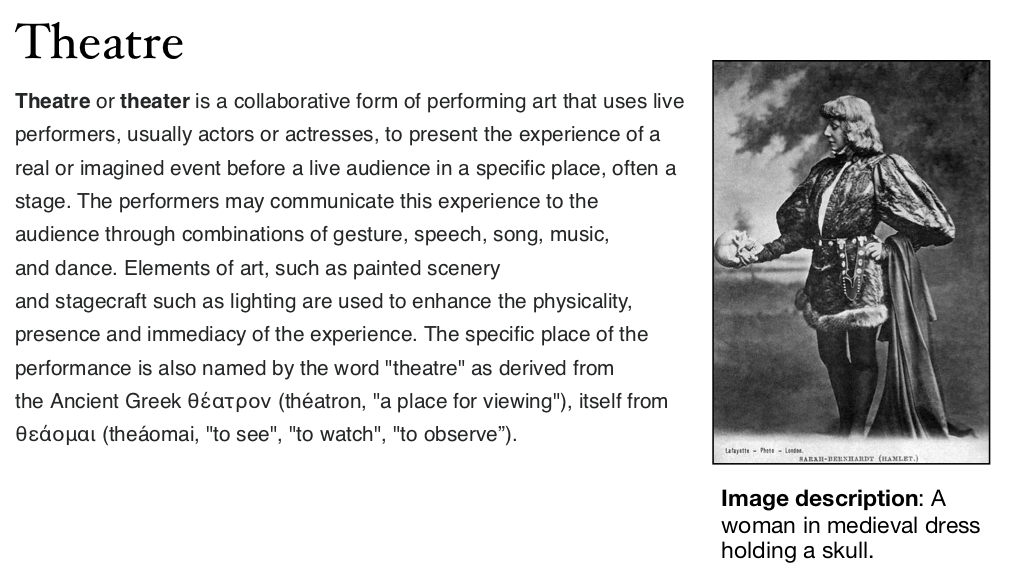 Theatre
Theatre or theater is a collaborative form of performing art that uses live
performers, usually actors or actresses, to present the experience of a
real or imagined event before a live audience in a specific place, often a
stage. The performers may communicate this experience to the
audience through combinations of gesture, speech, song, music,
and dance. Elements of art, such as painted scenery
and stagecraft such as lighting are used to enhance the physicality,
presence and immediacy of the experience. The specific place of the
performance is also named by the word "theatre" as derived from
the Ancient Greek θέατρον (théatron, "a place for viewing"), itself from
θεάομαι (theáomai, "to see", "to watch", "to observe”).
Lafayette - Photo - London.
SARAH-BERNHARDT (HAMLET.)
Image description: A
woman in medieval dress
holding a skull.